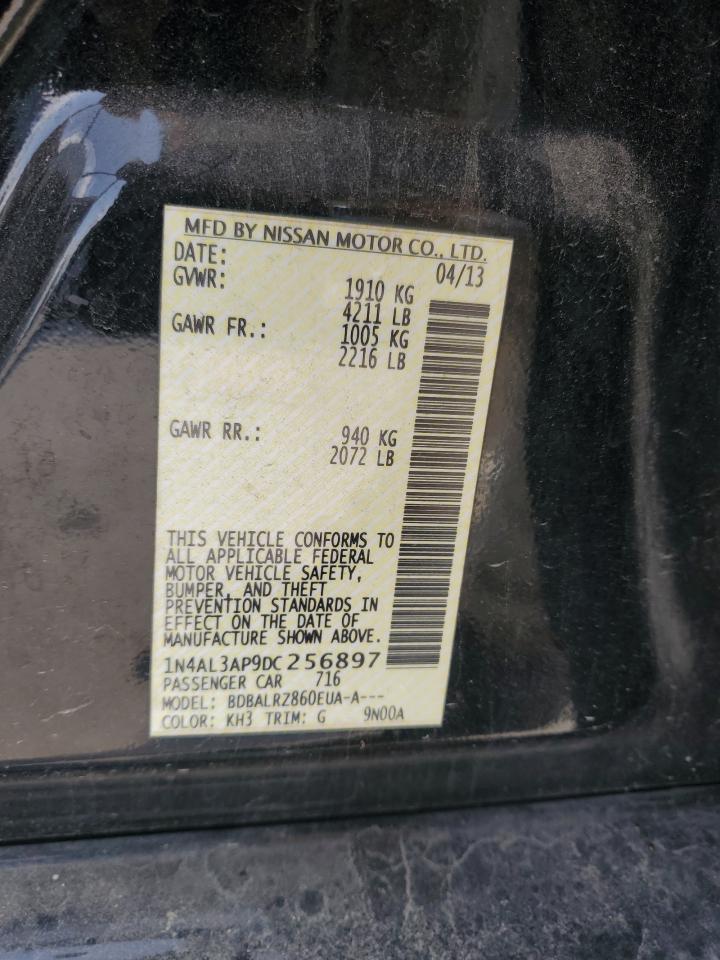 MFD BY NISSAN MOTOR CO., LTD.
DATE: 04/13
GVWR: 1910 KG
4211 LB
GAWR FR.: 1005 KG
2216 LB
GAWR RR.: 940 KG
2072 LB
THIS VEHICLE CONFORMS TO
ALL APPLICABLE FEDERAL
MOTOR VEHICLE SAFETY,
BUMPER, AND THEFT
PREVENTION STANDARDS IN
EFFECT ON THE DATE OF
MANUFACTURE SHOWN ABOVE.
1N4AL3AP9DC256897
PASSENGER CAR 716
MODEL: BDBALRZ860EUA-A---
COLOR: KH3 TRIM: G 9N00A